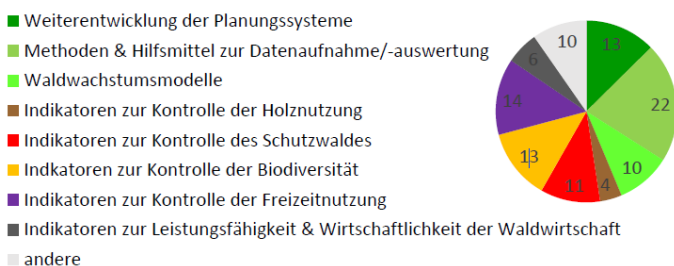 Weiterentwicklung der Planungssysteme
Methoden & Hilfsmittel zur Datenaufnahme/-auswertung
Waldwachstumsmodelle
Indikatoren zur Kontrolle der Holznutzung
Indikatoren zur Kontrolle des Schutzwaldes
Indkatoren zur Kontrolle der Biodiversität
Indikatoren zur Kontrolle der Freizeitnutzung
Indikatoren zur Leistungsfähigkeit & Wirtschaftlichkeit der Waldwirtschaft
andere
13
22
10
4
11
13
14
6
10